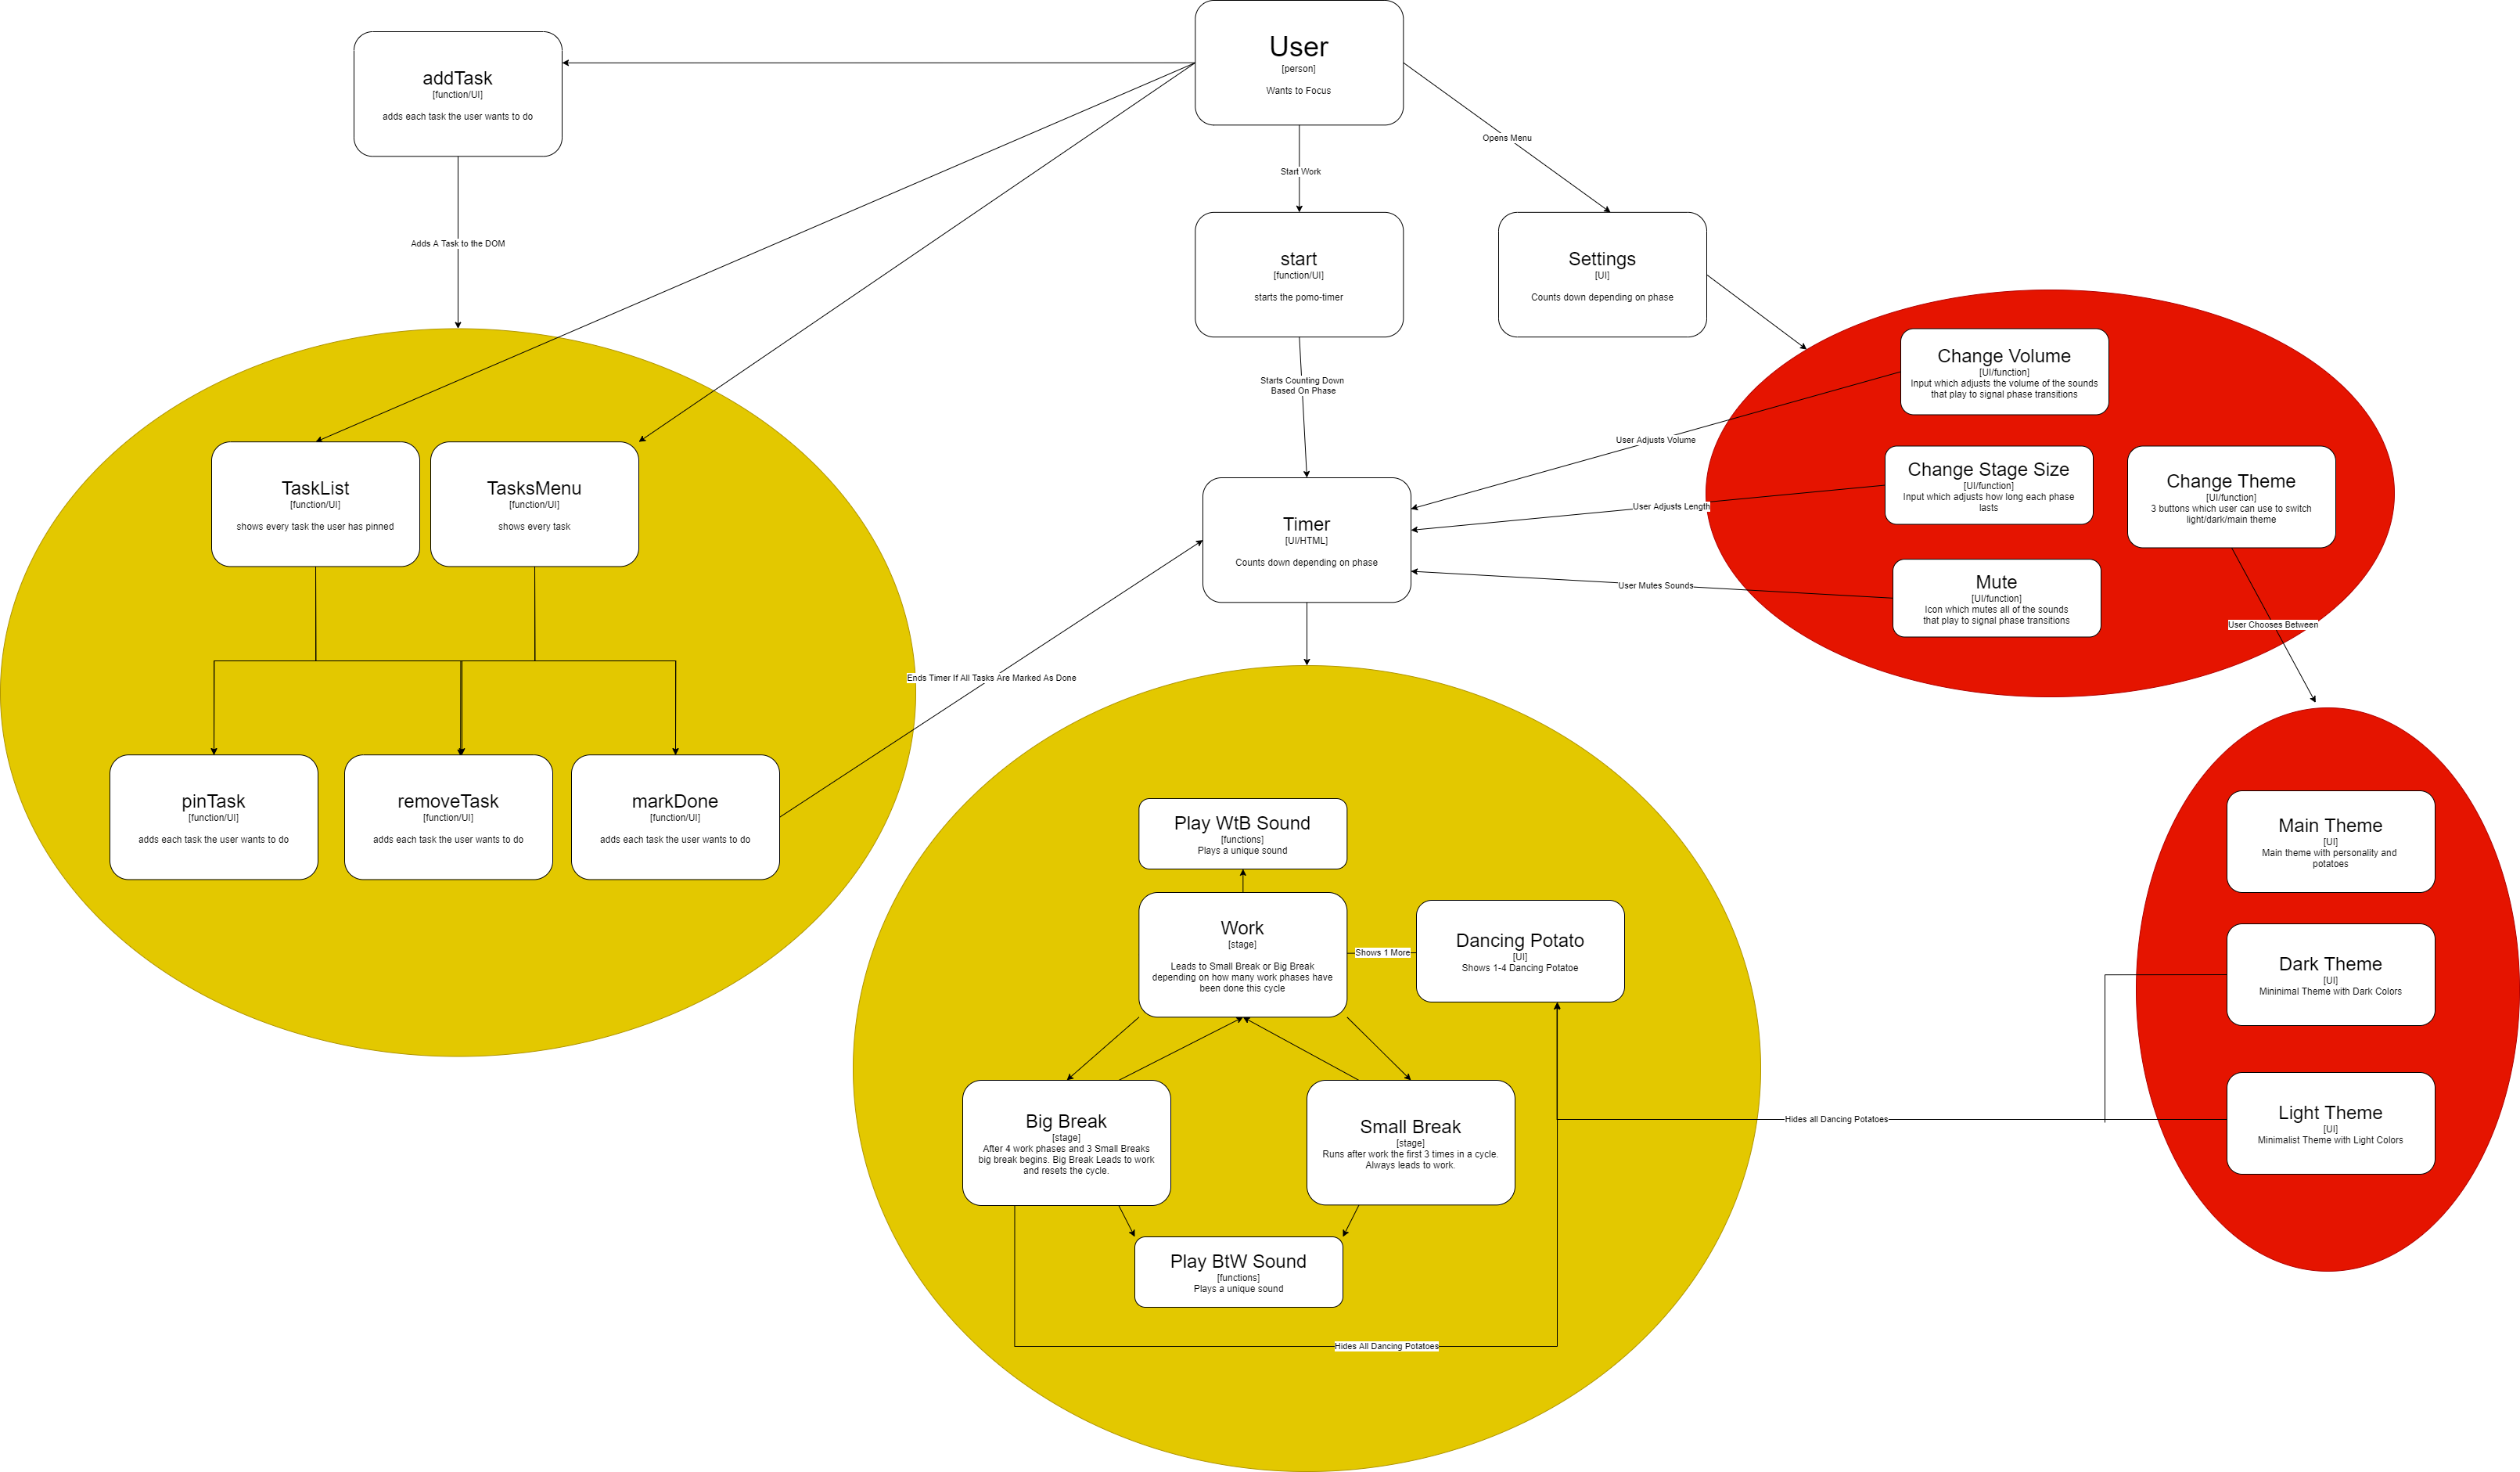 User
[person]
Wants to Focus
addTask
[function/UI]
adds each task the user wants to do
Opens Menu
Start Work
Adds A Task to the DOM
start
[function/UI]
starts the pomo-timer
Settings
[UI]
Counts down depending on phase
Starts Counting Down
Based On Phase
Change Volume
[UI/function]
Input which adjusts the volume of the sounds
that play to signal phase transitions
User Adjusts Volume
TaskList
[function/UI]
shows every task the user has pinned
TasksMenu
[function/UI]
shows every task
Timer
[UI/HTML]
Counts down depending on phase
User Adjusts Length
Change Stage Size
[UI/function]
Input which adjusts how long each phase
lasts
Change Theme
[UI/function]
3 buttons which user can use to switch
light/dark/main theme
User Mutes Sounds
Mute
[UI/function]
Icon which mutes all of the sounds
that play to signal phase transitions
User Chooses Between
Ends Timer If All Tasks Are Marked As Done
pinTask
[function/UI]
adds each task the user wants to do
removeTask
[function/UI]
adds each task the user wants to do
markDone
[function/UI]
adds each task the user wants to do
Play WtB Sound
[functions]
Plays a unique sound
Main Theme
[UI]
Main theme with personality and
potatoes
Work
[stage]
Leads to Small Break or Big Break
depending on how many work phases have
been done this cycle
Shows 1 More
Dancing Potato
[UI]
Shows 1-4 Dancing Potatoe
Dark Theme
[UI]
Mininimal Theme with Dark Colors
Big Break
[stage]
After 4 work phases and 3 Small Breaks
big break begins. Big Break Leads to work
and resets the cycle.
Small Break
[stage]
Runs after work the first 3 times in a cycle.
Always leads to work.
Hides all Dancing Potatoes
Light Theme
[UI]
Minimalist Theme with Light Colors
Play BtW Sound
[functions]
Plays a unique sound
Hides All Dancing Potatoes